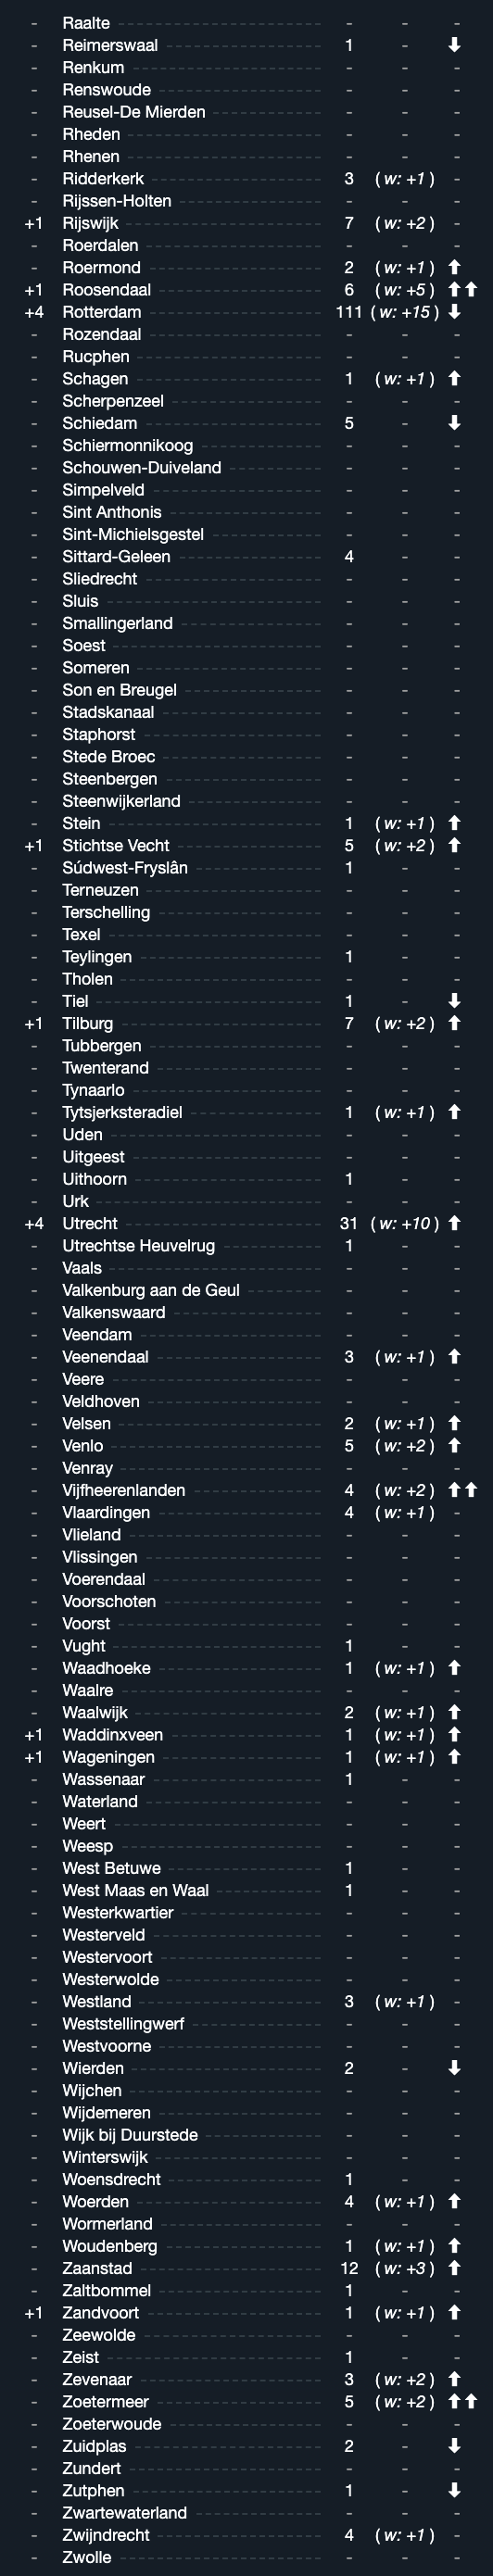 - Raalte - - -
- Reimerswaal 1 - ⬇
- Renkum - - -
- Renswoude - - -
- Reusel-De Mierden - - -
- Rheden - - -
- Rhenen - - -
- Ridderkerk 3 ( w: +1 ) -
- Rijssen-Holten - - -
+1 Rijswijk 7 ( w: +2 ) -
- Roerdalen - - -
- Roermond 2 ( w: +1 ) ⬆
+1 Roosendaal 6 ( w: +5 ) ⬆⬆
+4 Rotterdam 111 ( w: +15 ) ⬇
- Rozendaal - - -
- Rucphen - - -
- Schagen 1 ( w: +1 ) ⬆
- Scherpenzeel - - -
- Schiedam 5 - ⬇
- Schiermonnikoog - - -
- Schouwen-Duiveland - - -
- Simpelveld - - -
- Sint Anthonis - - -
- Sint-Michielsgestel - - -
- Sittard-Geleen 4 - -
- Sliedrecht - - -
- Sluis - - -
- Smallingerland - - -
- Soest - - -
- Someren - - -
- Son en Breugel - - -
- Stadskanaal - - -
- Staphorst - - -
- Stede Broec - - -
- Steenbergen - - -
- Steenwijkerland - - -
- Stein 1 ( w: +1 ) ⬆
+1 Stichtse Vecht 5 ( w: +2 ) ⬆
- Súdwest-Fryslân 1 - -
- Terneuzen - - -
- Terschelling - - -
- Texel - - -
- Teylingen 1 - -
- Tholen - - -
- Tiel 1 - ⬇
+1 Tilburg 7 ( w: +2 ) ⬆
- Tubbergen - - -
- Twenterand - - -
- Tynaarlo - - -
- Tytsjerksteradiel 1 ( w: +1 ) ⬆
- Uden - - -
- Uitgeest - - -
- Uithoorn 1 - -
- Urk - - -
+4 Utrecht 31 ( w: +10 ) ⬆
- Utrechtse Heuvelrug 1 - -
- Vaals - - -
- Valkenburg aan de Geul - - -
- Valkenswaard - - -
- Veendam - - -
- Veenendaal 3 ( w: +1 ) ⬆
- Veere - - -
- Veldhoven - - -
- Velsen 2 ( w: +1 ) ⬆
- Venlo 5 ( w: +2 ) ⬆
- Venray - - -
- Vijfheerenlanden 4 ( w: +2 ) ⬆⬆
- Vlaardingen 4 ( w: +1 ) -
- Vlieland - - -
- Vlissingen - - -
- Voerendaal - - -
- Voorschoten - - -
- Voorst - - -
- Vught 1 - -
- Waadhoeke 1 ( w: +1 ) ⬆
- Waalre - - -
- Waalwijk 2 ( w: +1 ) ⬆
+1 Waddinxveen 1 ( w: +1 ) ⬆
+1 Wageningen 1 ( w: +1 ) ⬆
- Wassenaar 1 - -
- Waterland - - -
- Weert - - -
- Weesp - - -
- West Betuwe 1 - -
- West Maas en Waal 1 - -
- Westerkwartier - - -
- Westerveld - - -
- Westervoort - - -
- Westerwolde - - -
- Westland 3 ( w: +1 ) -
- Weststellingwerf - - -
- Westvoorne - - -
- Wierden 2 - ⬇
- Wijchen - - -
- Wijdemeren - - -
- Wijk bij Duurstede - - -
- Winterswijk - - -
- Woensdrecht 1 - -
- Woerden 4 ( w: +1 ) ⬆
- Wormerland - - -
- Woudenberg 1 ( w: +1 ) ⬆
- Zaanstad 12 ( w: +3 ) ⬆
- Zaltbommel 1 - -
+1 Zandvoort 1 ( w: +1 ) ⬆
- Zeewolde - - -
- Zeist 1 - -
- Zevenaar 3 ( w: +2 ) ⬆
- Zoetermeer 5 ( w: +2 ) ⬆⬆
- Zoeterwoude - - -
- Zuidplas 2 - ⬇
- Zundert - - -
- Zutphen 1 - ⬇
- Zwartewaterland - - -
- Zwijndrecht 4 ( w: +1 ) -
- Zwolle - - -